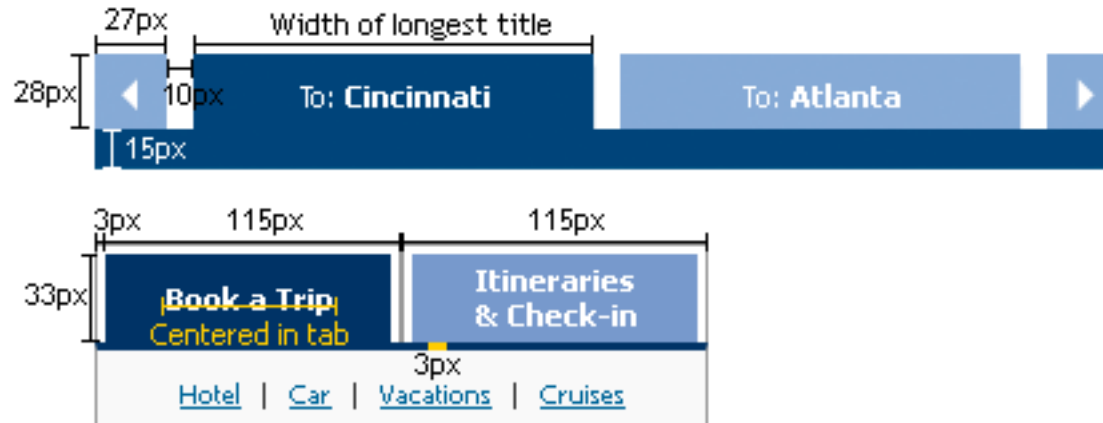 27px
Width of longest title
28px
10px
To: Cincinnati
To: Atlanta
15px
3px
115px
115px
33px
Book a Trip
Centered in tab
Itineraries
& Check-in
3px
Hotel | Car | Vacations | Cruises